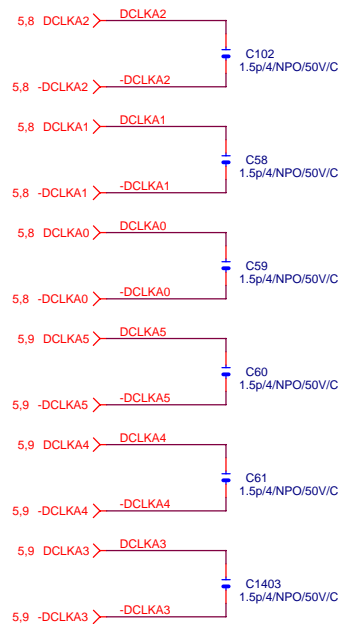 5,8 DCLKA2 DCLKA2
C102
1.5p/4/NPO/50V/C
5,8 -DCLKA2 -DCLKA2
5,8 DCLKA1 DCLKA1
C58
1.5p/4/NPO/50V/C
5,8 -DCLKA1 -DCLKA1
5,8 DCLKA0 DCLKA0
C59
1.5p/4/NPO/50V/C
5,8 -DCLKA0 -DCLKA0
5,9 DCLKA5 DCLKA5
C60
1.5p/4/NPO/50V/C
5,9 -DCLKA5 -DCLKA5
5,9 DCLKA4 DCLKA4
C61
1.5p/4/NPO/50V/C
5,9 -DCLKA4 -DCLKA4
5,9 DCLKA3 DCLKA3
C1403
1.5p/4/NPO/50V/C
5,9 -DCLKA3 -DCLKA3